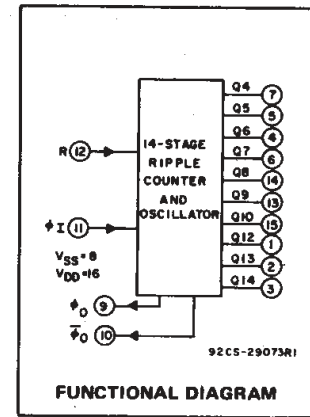 Q4 7
Q5 5
Q6 4
Q7 6
Q8 14
Q9 13
Q10 15
Q12 1
Q13 2
Q14 3
14-STAGE
RIPPLE
COUNTER
AND
OSCILLATOR
R 12
ϕI 11
VSS=8
VDD=16
ϕO 9
ϕ̅O 10
92CS-29073R1
FUNCTIONAL DIAGRAM